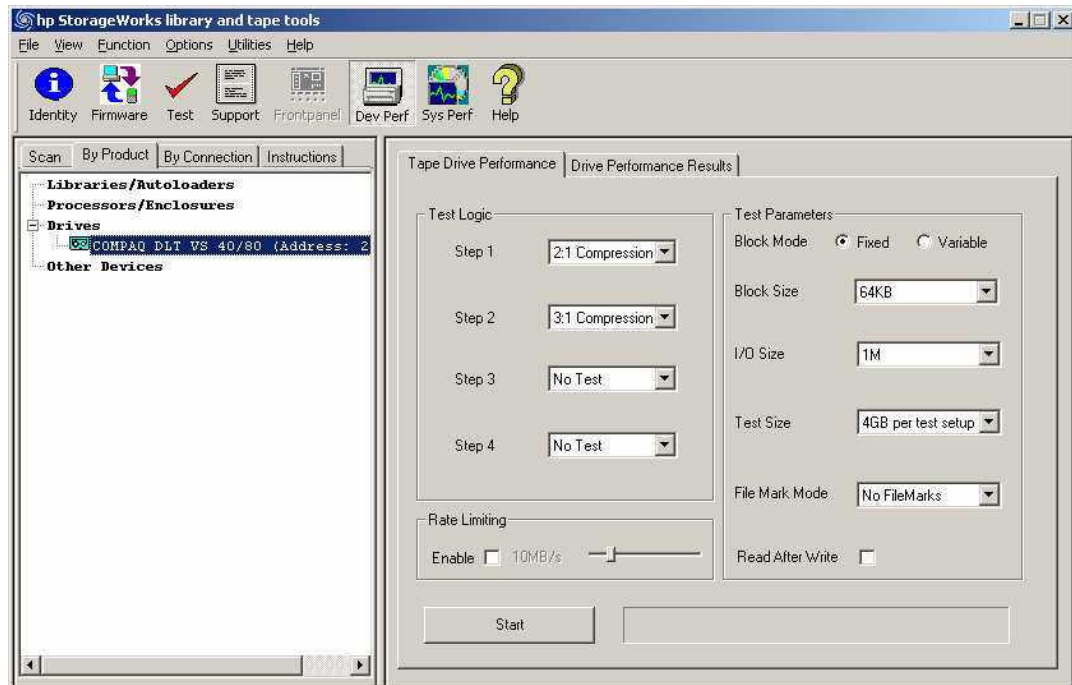 hp StorageWorks library and tape tools
File View Function Options Utilities Help
Identity Firmware Test Support Frontpanel Dev Perf Sys Perf Help
Scan By Product By Connection Instructions
Libraries/Autoloaders
Processors/Enclosures
Drives
COMPAQ DLT VS 40/80 (Address: 2
Other Devices
Tape Drive Performance Drive Performance Results
Test Logic
Step 1 2:1 Compression
Step 2 3:1 Compression
Step 3 No Test
Step 4 No Test
Rate Limiting
Enable 10MB/s
Test Parameters
Block Mode Fixed Variable
Block Size 64KB
I/O Size 1M
Test Size 4GB per test setup
File Mark Mode No FileMarks
Read After Write
Start